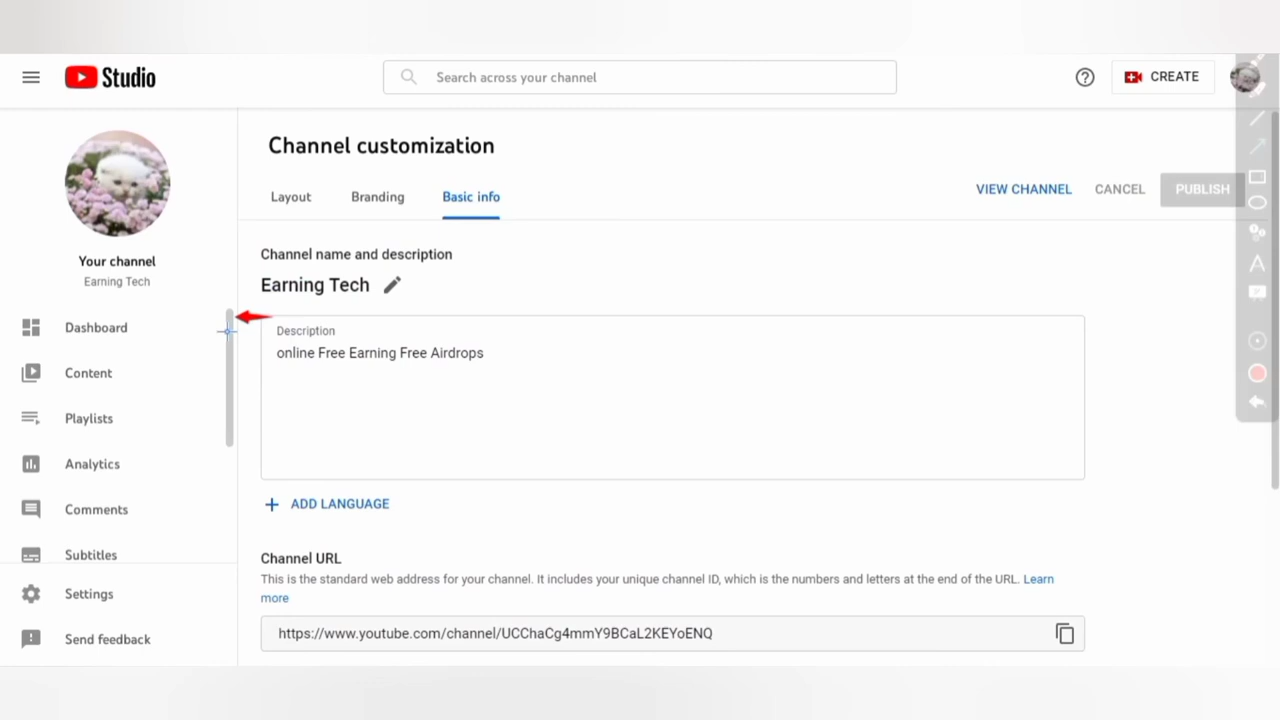 Studio
Search across your channel
CREATE
Channel customization
Layout
Branding
Basic info
VIEW CHANNEL
CANCEL
PUBLISH
Your channel
Earning Tech
Dashboard
Content
Playlists
Analytics
Comments
Subtitles
Settings
Send feedback
Channel name and description
Earning Tech
Description
online Free Earning Free Airdrops
ADD LANGUAGE
Channel URL
This is the standard web address for your channel. It includes your unique channel ID, which is the numbers and letters at the end of the URL. Learn
more
https://www.youtube.com/channel/UCChaCg4mmY9BCaL2KEYoENQ